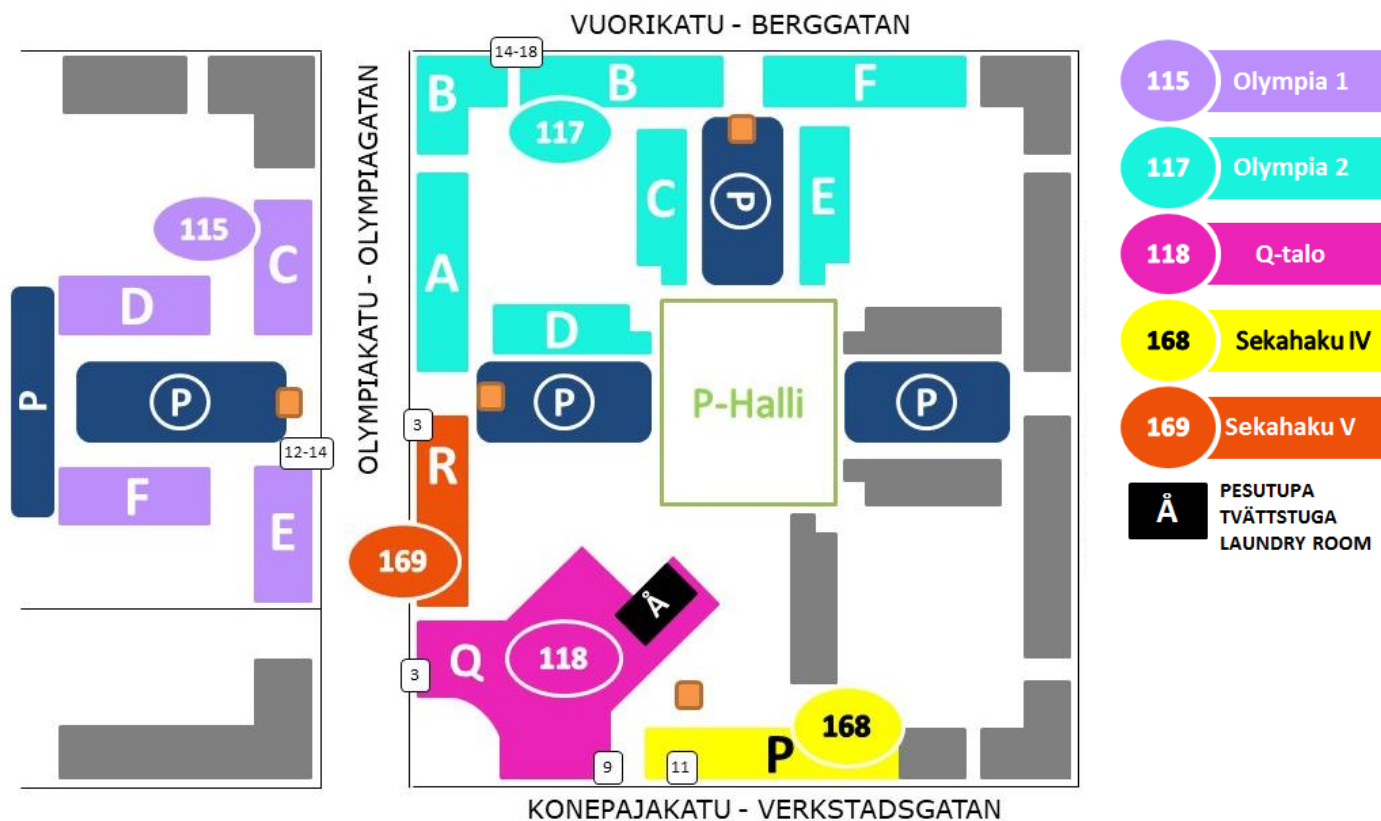 VUORIKATU - BERGGATAN
14-18
B
B
F
117
C
P
E
A
D
P
P-Halli
P
OLYMPIAKATU - OLYMPIAGATAN
115
C
D
P
P
12-14
F
E
3
R
169
Å
Q
118
3
9
168
P
11
KONEPAJAKATU - VERKSTADSGATAN
115 Olympia 1
117 Olympia 2
118 Q-talo
168 Sekahaku IV
169 Sekahaku V
Å
PESUTUPA
TVÄTTSTUGA
LAUNDRY ROOM